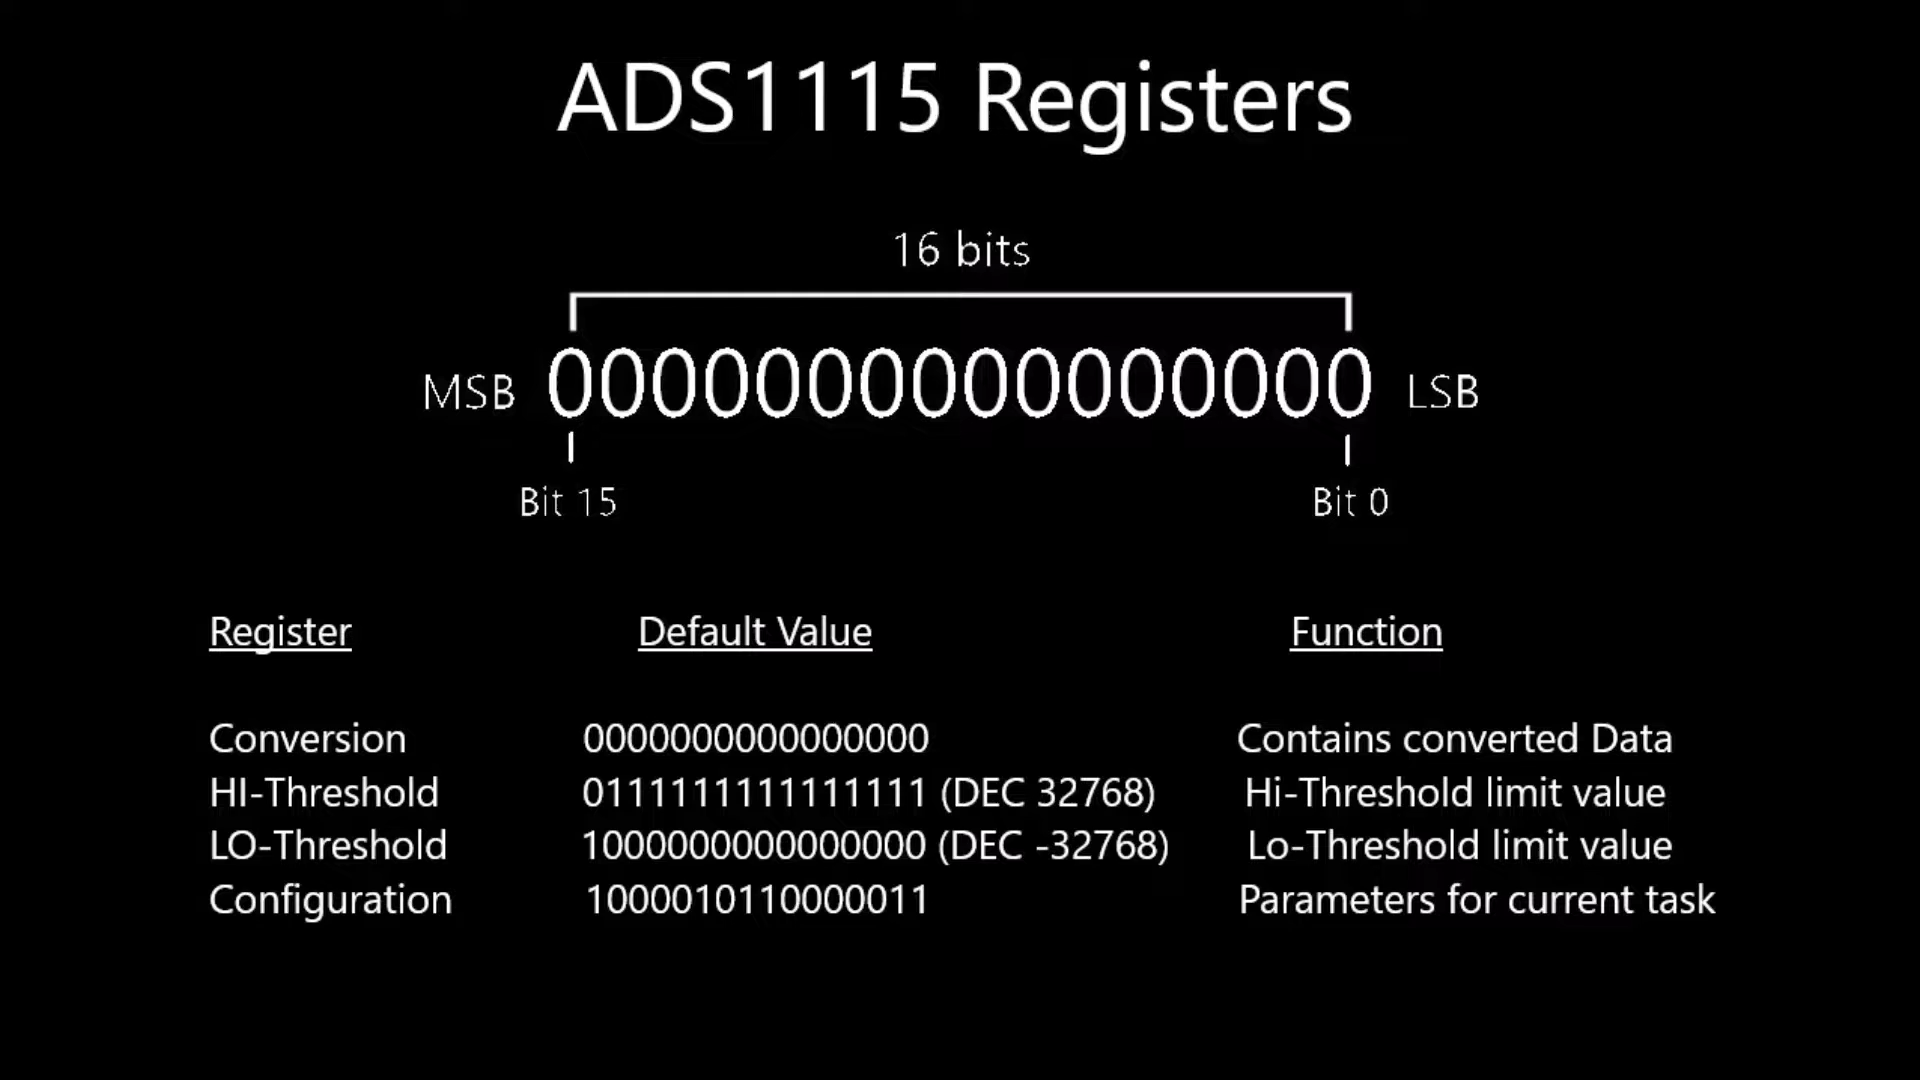 ADS1115 Registers
16 bits
MSB 0000000000000000 LSB
Bit 15 Bit 0
Register Default Value Function
Conversion 0000000000000000 Contains converted Data
HI-Threshold 0111111111111111 (DEC 32768) Hi-Threshold limit value
LO-Threshold 1000000000000000 (DEC -32768) Lo-Threshold limit value
Configuration 1000010110000011 Parameters for current task